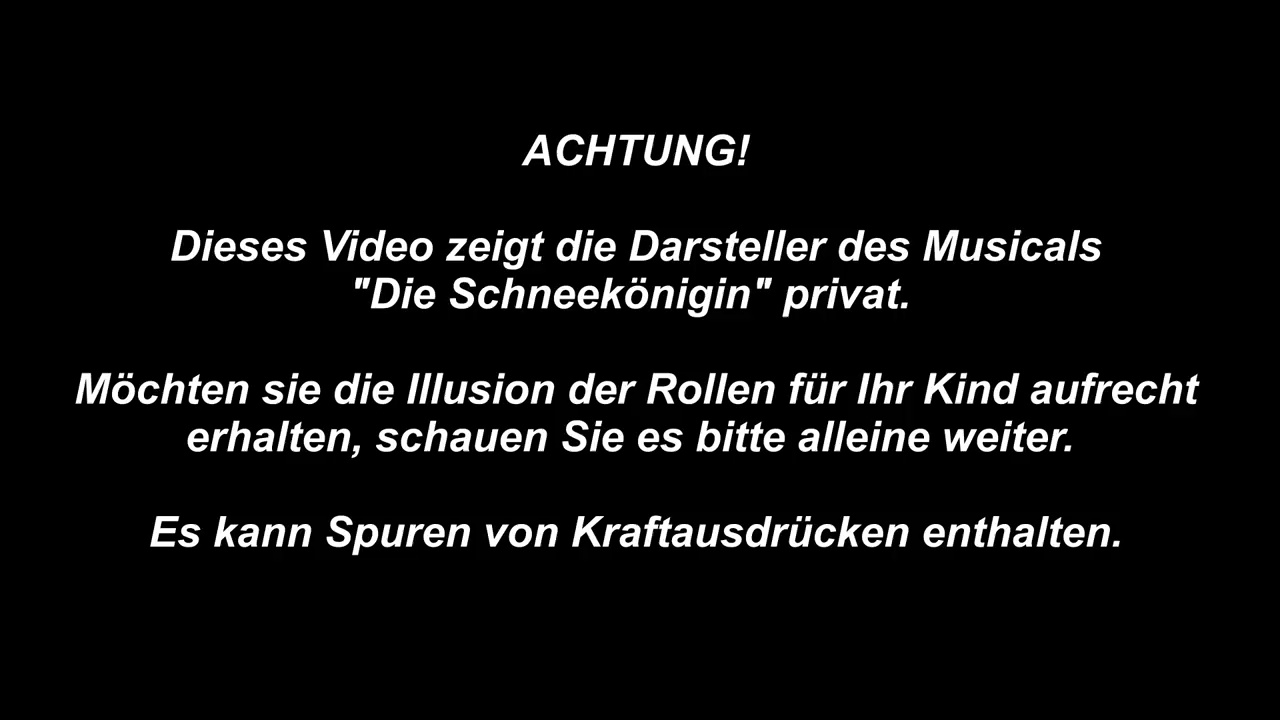 ACHTUNG!
Dieses Video zeigt die Darsteller des Musicals
"Die Schneekönigin" privat.
Möchten sie die Illusion der Rollen für Ihr Kind aufrecht
erhalten, schauen Sie es bitte alleine weiter.
Es kann Spuren von Kraftausdrücken enthalten.